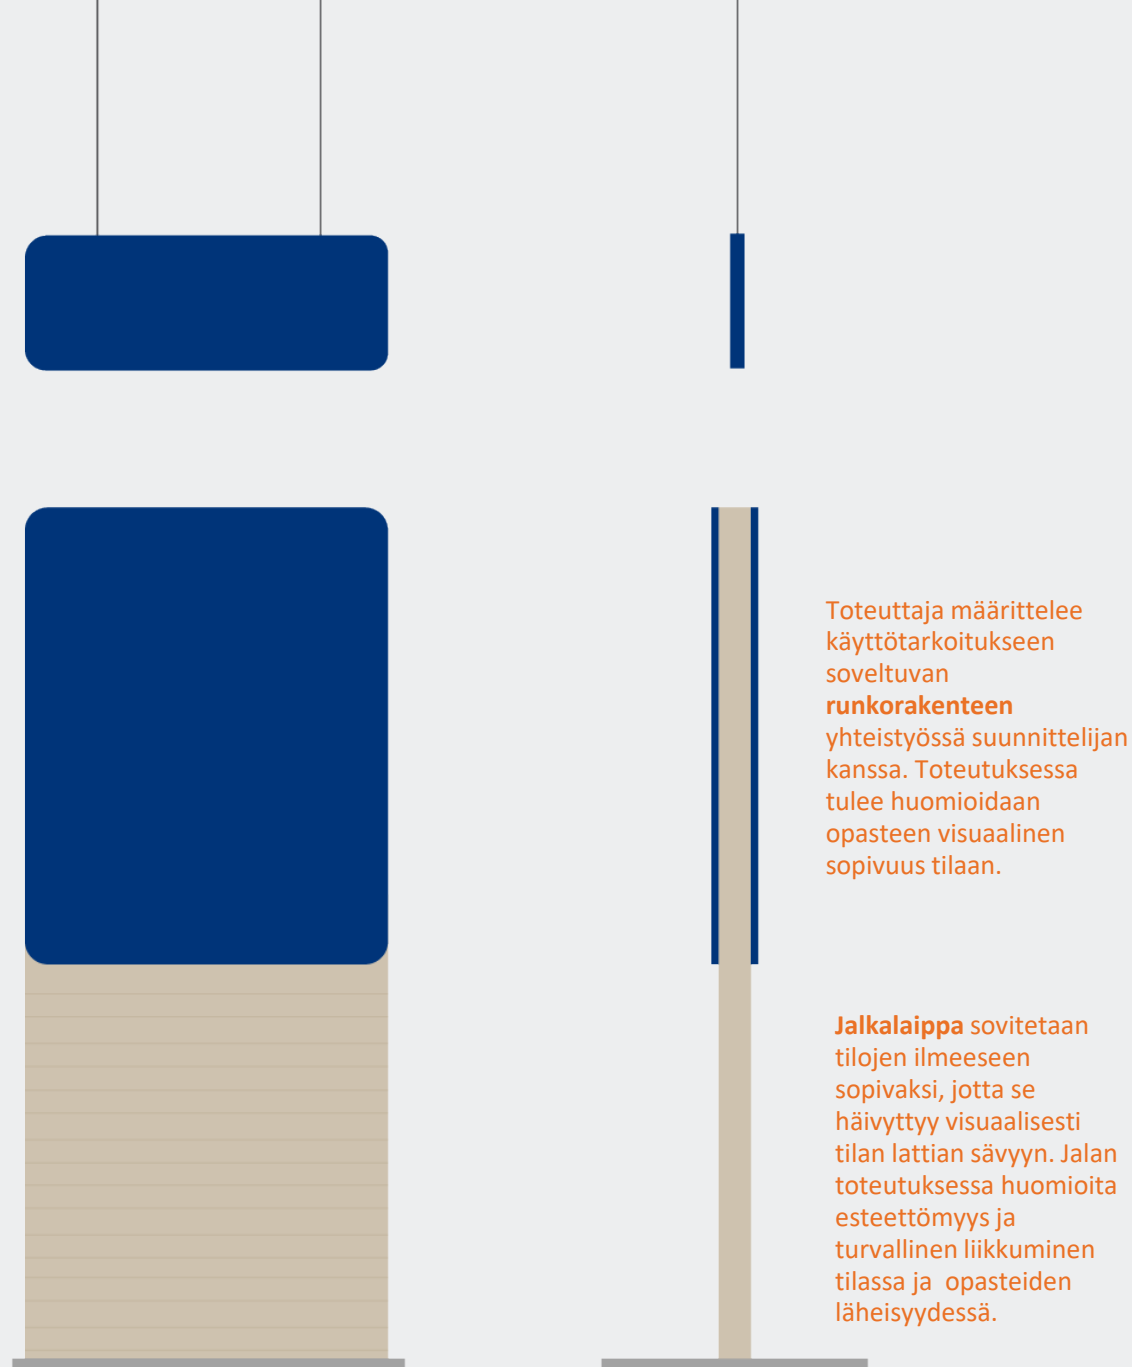 Toteuttaja määrittelee
käyttötarkoitukseen
soveltuvan
runkorakenteen
yhteistyössä suunnittelijan
kanssa. Toteutuksessa
tulee huomioidaan
opasteen visuaalinen
sopivuus tilaan.
Jalkalaippa sovitetaan
tilojen ilmeeseen
sopivaksi, jotta se
häivyttyy visuaalisesti
tilan lattian sävyyn. Jalan
toteutuksessa huomioita
esteettömyys ja
turvallinen liikkuminen
tilassa ja  opasteiden
läheisyydessä.